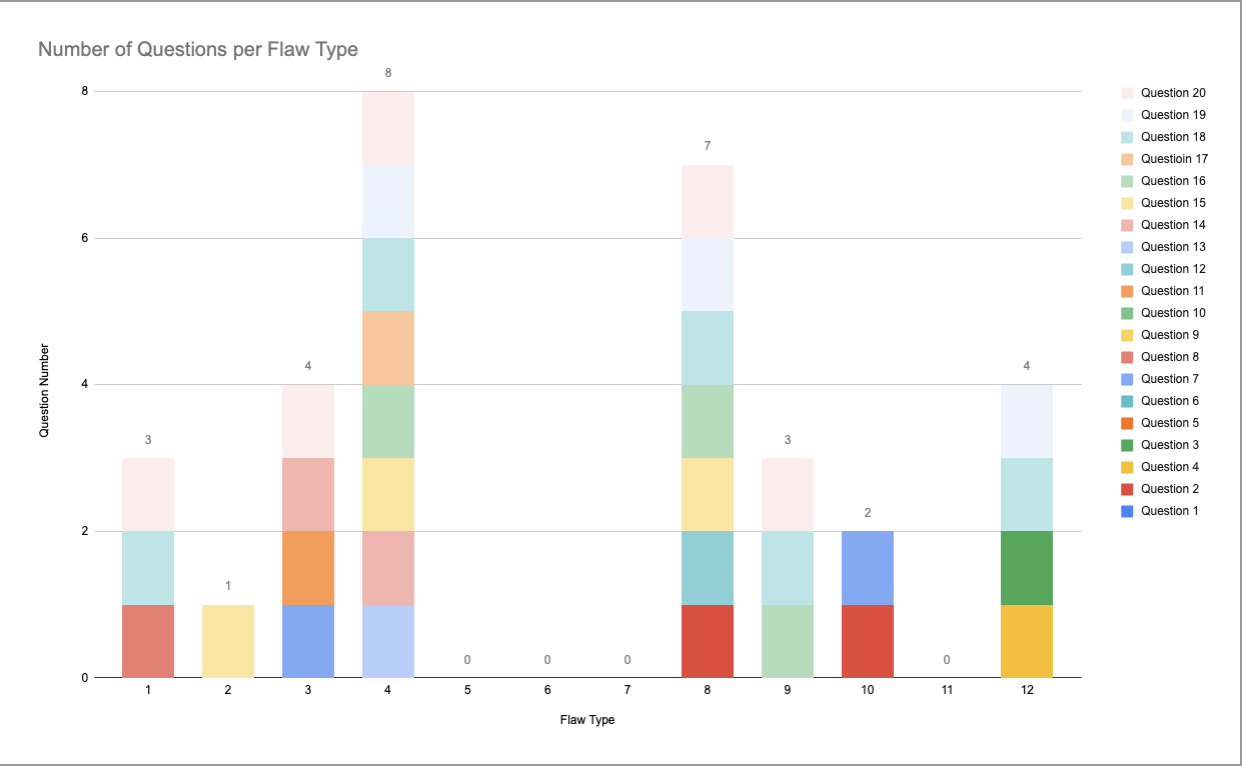 Number of Questions per Flaw Type
8
8
6
4
2
0
Question Number
3
1
4
0
0
0
7
3
2
0
4
1
2
3
4
5
6
7
8
9
10
11
12
Flaw Type
Question 20
Question 19
Question 18
Questioin 17
Question 16
Question 15
Question 14
Question 13
Question 12
Question 11
Question 10
Question 9
Question 8
Question 7
Question 6
Question 5
Question 3
Question 4
Question 2
Question 1